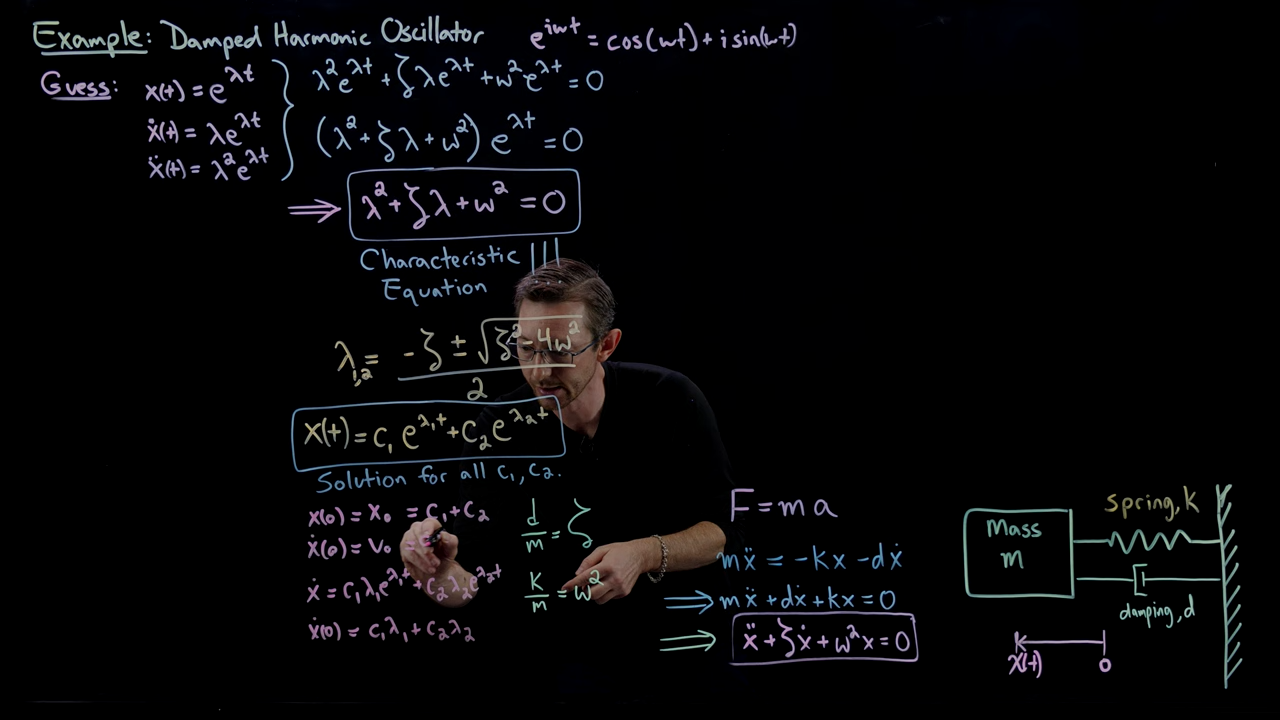 Example: Damped Harmonic Oscillator
e^{iωt} = cos(ωt) + i sin(ωt)
Guess: x(t) = e^{λt}
ẋ(t) = λe^{λt}
ẍ(t) = λ²e^{λt}
λ²e^{λt} + ζλe^{λt} + ω²e^{λt} = 0
(λ² + ζλ + ω²) e^{λt} = 0
⟹ λ² + ζλ + ω² = 0
Characteristic
Equation
λ₁,₂ = (-ζ ± √(ζ² - 4ω²)) / 2
x(t) = c₁e^{λ₁t} + c₂e^{λ₂t}
Solution for all c₁, c₂.
x(0) = x₀ = c₁ + c₂
ẋ(0) = v₀ =
ẋ = c₁λ₁e^{λ₁t} + c₂λ₂e^{λ₂t}
ẋ(0) = c₁λ₁ + c₂λ₂
d/m = ζ
k/m = ω²
F = ma
mẍ = -kx - dẋ
⟹ mẍ + dẋ + kx = 0
⟹ ẍ + ζẋ + ω²x = 0
Mass
m
spring, k
damping, d
x(t)
0